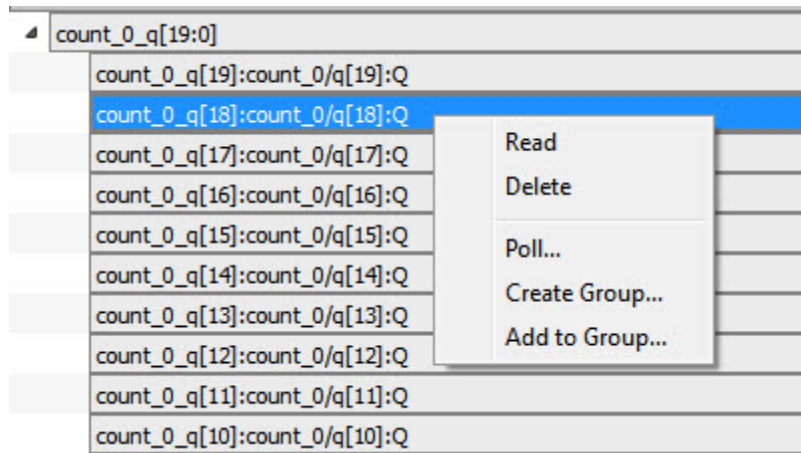 count_0_q[19:0]
count_0_q[19]:count_0/q[19]:Q
count_0_q[18]:count_0/q[18]:Q
count_0_q[17]:count_0/q[17]:Q
count_0_q[16]:count_0/q[16]:Q
count_0_q[15]:count_0/q[15]:Q
count_0_q[14]:count_0/q[14]:Q
count_0_q[13]:count_0/q[13]:Q
count_0_q[12]:count_0/q[12]:Q
count_0_q[11]:count_0/q[11]:Q
count_0_q[10]:count_0/q[10]:Q
Read
Delete
Poll...
Create Group...
Add to Group...